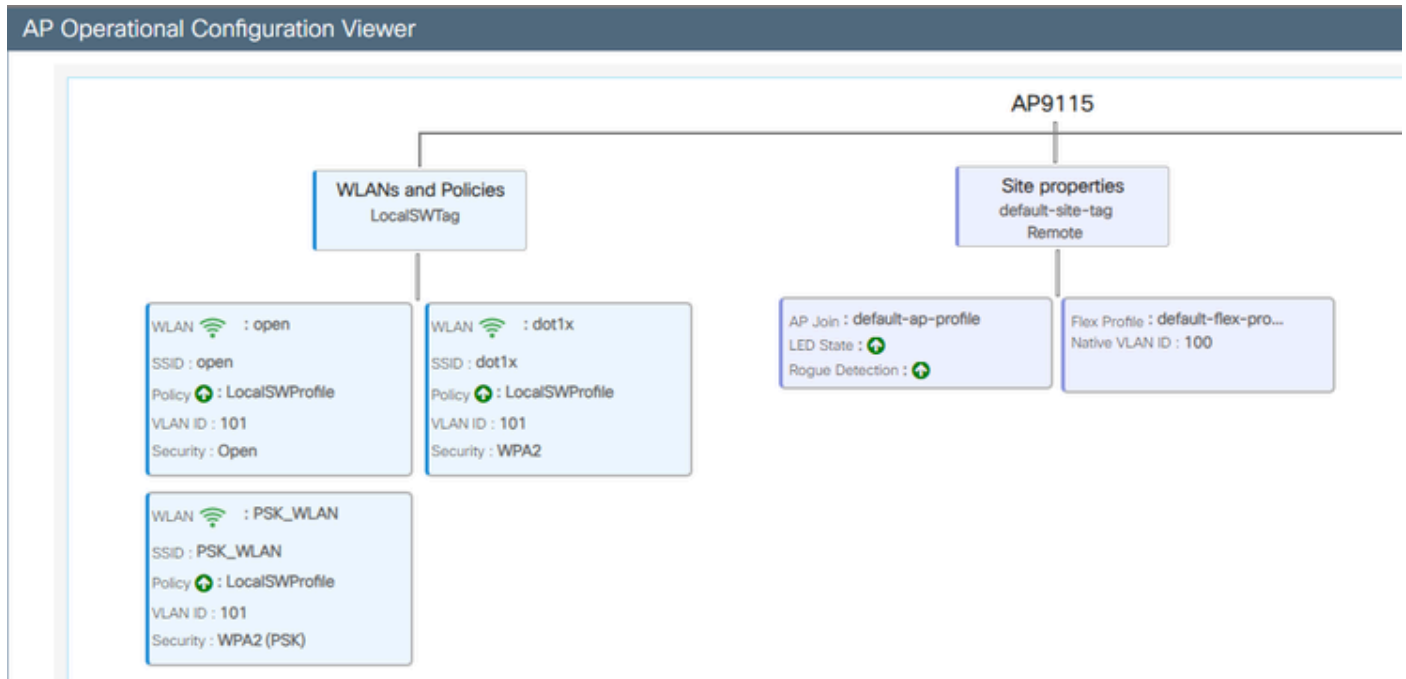 AP Operational Configuration Viewer
AP9115
WLANs and Policies
LocalSWTag
Site properties
default-site-tag
Remote
WLAN : open
SSID : open
Policy : LocalSWProfile
VLAN ID : 101
Security : Open
WLAN : dot1x
SSID : dot1x
Policy : LocalSWProfile
VLAN ID : 101
Security : WPA2
AP Join : default-ap-profile
LED State :
Rogue Detection :
Flex Profile : default-flex-pro...
Native VLAN ID : 100
WLAN : PSK_WLAN
SSID : PSK_WLAN
Policy : LocalSWProfile
VLAN ID : 101
Security : WPA2 (PSK)